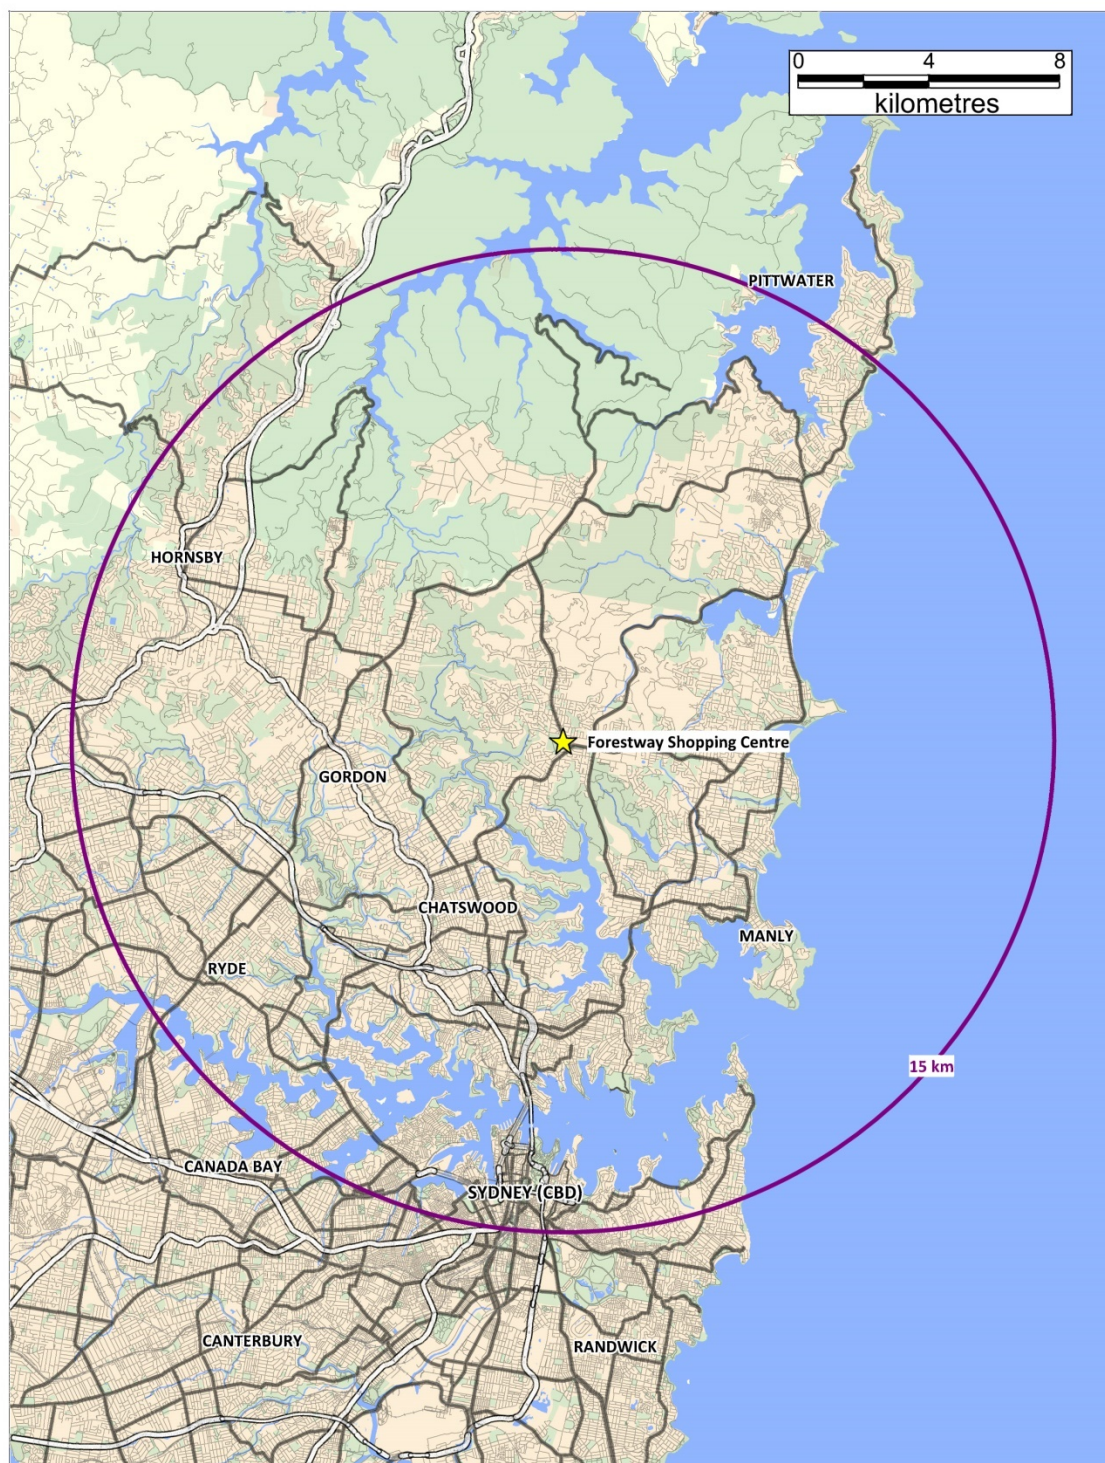 0 4 8
kilometres
PITTWATER
HORNSBY
Forestway Shopping Centre
GORDON
CHATSWOOD
MANLY
RYDE
15 km
CANADA BAY
SYDNEY (CBD)
CANTERBURY
RANDWICK